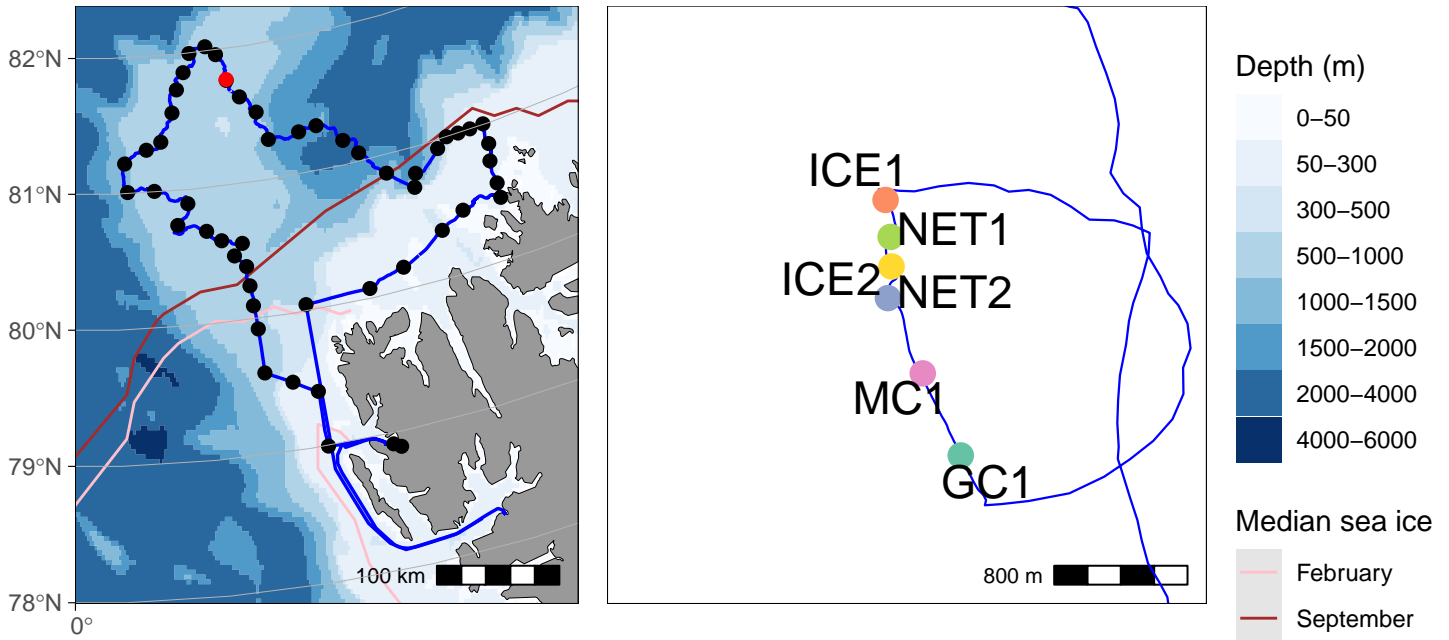 82°N
81°N
80°N
79°N
78°N
0°
100 km
ICE1
NET1
ICE2
NET2
MC1
GC1
800 m
Depth (m)
0–50
50–300
300–500
500–1000
1000–1500
1500–2000
2000–4000
4000–6000
Median sea ice
February
September